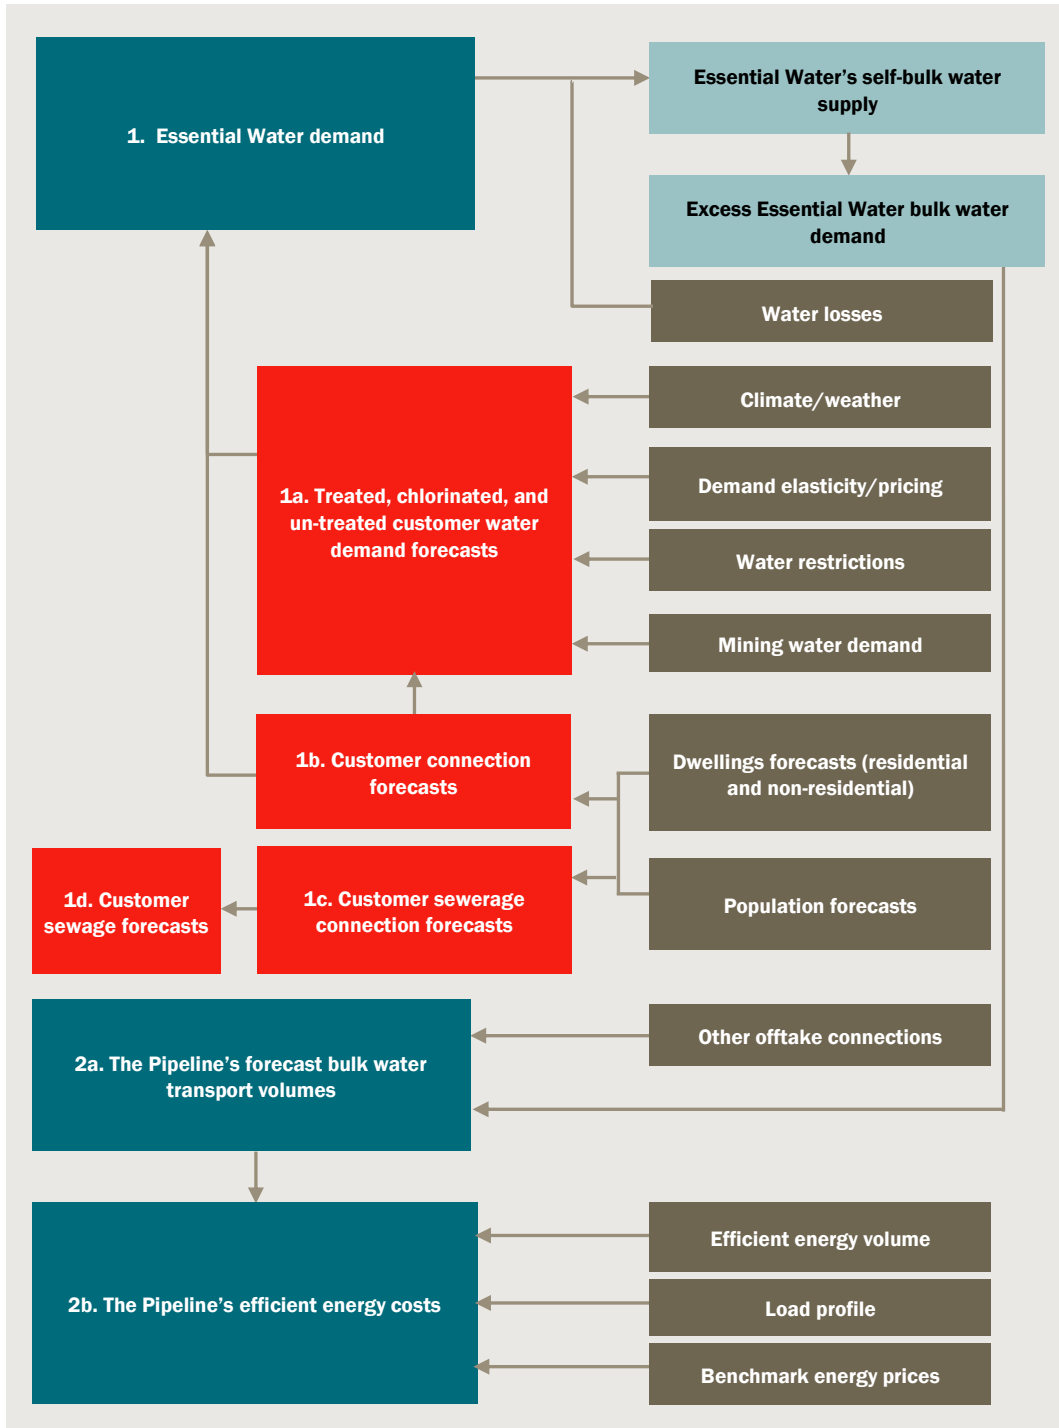 1. Essential Water demand
Essential Water’s self-bulk water
supply
Excess Essential Water bulk water
demand
Water losses
Climate/weather
Demand elasticity/pricing
Water restrictions
Mining water demand
1a. Treated, chlorinated, and
un-treated customer water
demand forecasts
1b. Customer connection
forecasts
Dwellings forecasts (residential
and non-residential)
1d. Customer
sewage forecasts
1c. Customer sewerage
connection forecasts
Population forecasts
2a. The Pipeline’s forecast bulk water
transport volumes
Other offtake connections
2b. The Pipeline’s efficient energy costs
Efficient energy volume
Load profile
Benchmark energy prices